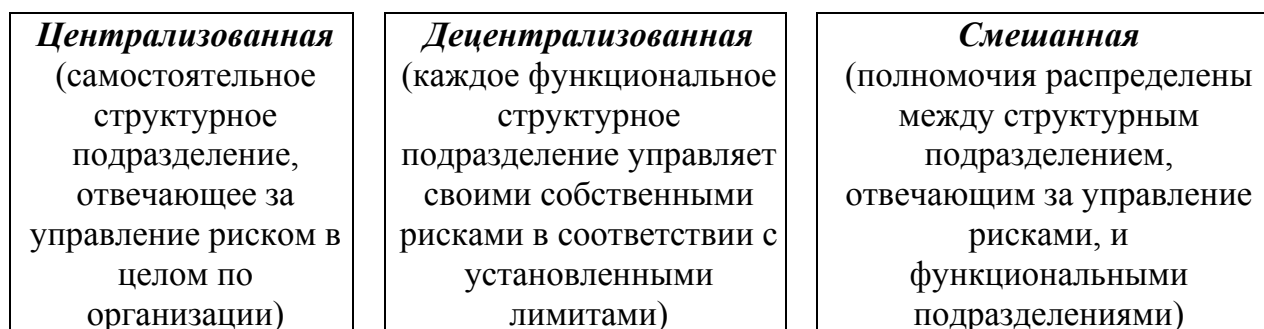 Централизованная
(самостоятельное
структурное
подразделение,
отвечающее за
управление риском в
целом по
организации)
Децентрализованная
(каждое функциональное
структурное
подразделение управляет
своими собственными
рисками в соответствии с
установленными
лимитами)
Смешанная
(полномочия распределены
между структурным
подразделением,
отвечающим за управление
рисками, и
функциональными
подразделениями)